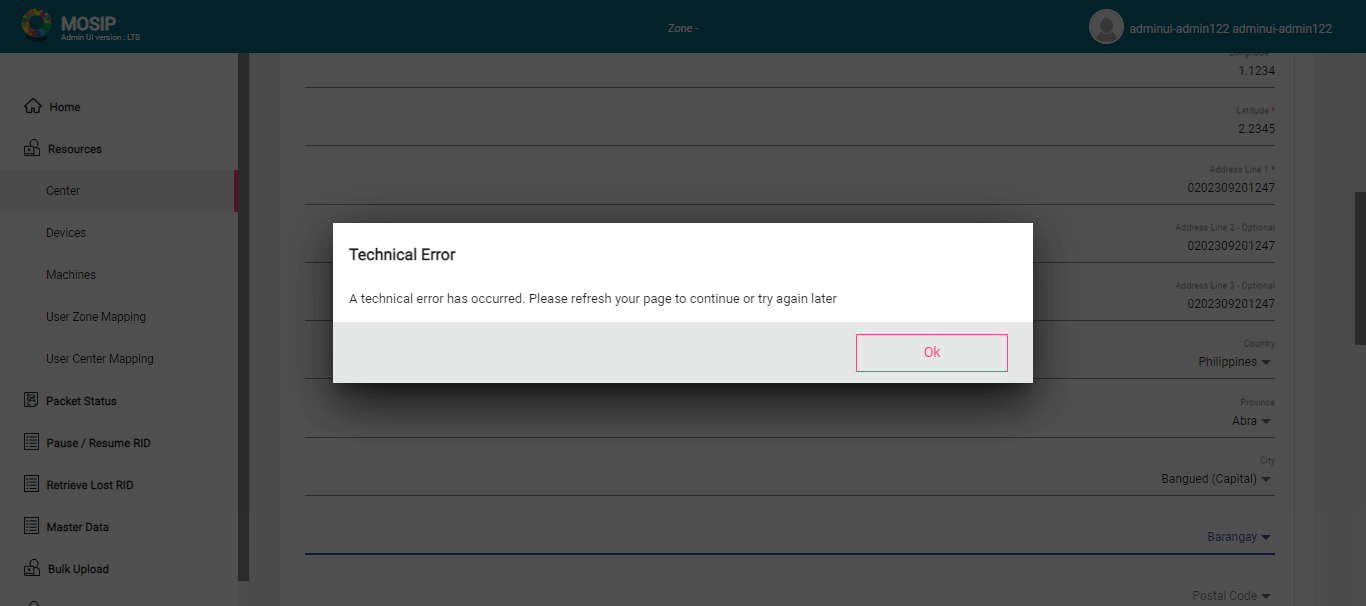 MOSIP
Admin UI version : LTS
Zone -
adminui-admin122 adminui-admin122
Home
Resources
Center
Devices
Machines
User Zone Mapping
User Center Mapping
Packet Status
Pause / Resume RID
Retrieve Lost RID
Master Data
Bulk Upload
1.1234
Latitude *
2.2345
Address Line 1 *
0202309201247
Address Line 2 - Optional
0202309201247
Address Line 3 - Optional
0202309201247
Country
Philippines
Province
Abra
City
Bangued (Capital)
Barangay
Postal Code
Technical Error
A technical error has occurred. Please refresh your page to continue or try again later
Ok